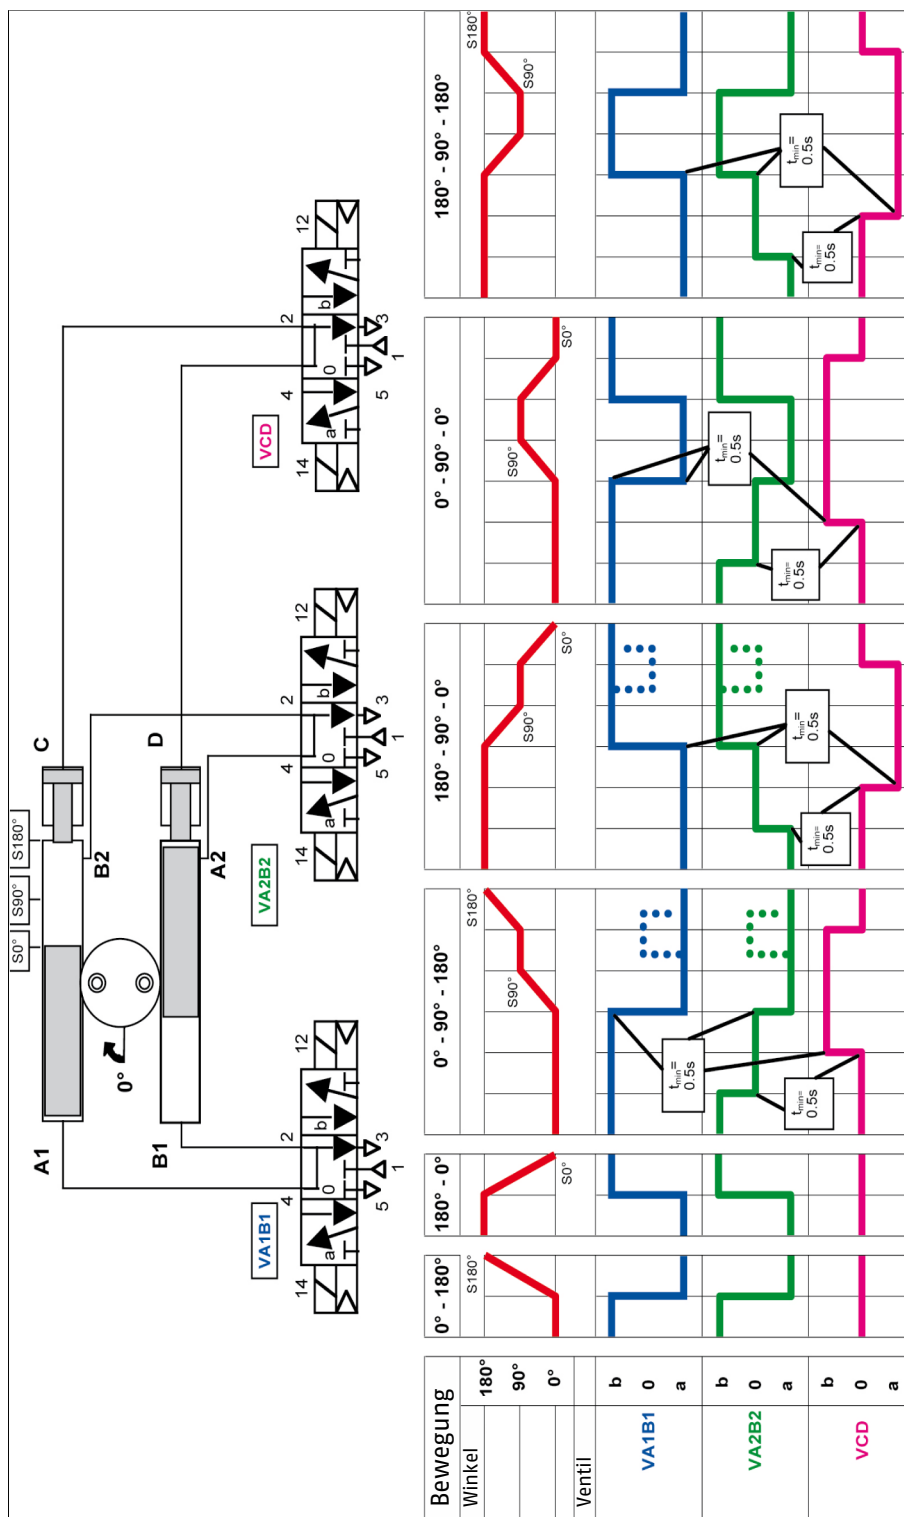 S0°
S90°
S180°
A1
C
0°
B2
B1
D
A2
VA1B1
VA2B2
VCD
14
4
2
12
a
0
b
5
1
3
14
4
2
12
a
0
b
5
1
3
14
4
2
12
a
0
b
5
1
3
Bewegung
0° - 180°
180° - 0°
0° - 90° - 180°
180° - 90° - 0°
0° - 90° - 0°
180° - 90° - 180°
Winkel
180°
90°
0°
S180°
S0°
S90°
S180°
S90°
S0°
S90°
S0°
S180°
S90°
Ventil
VA1B1
b
0
a
VA2B2
b
0
a
VCD
b
0
a
tmin=
0.5s
tmin=
0.5s
tmin=
0.5s
tmin=
0.5s
tmin=
0.5s
tmin=
0.5s
tmin=
0.5s
tmin=
0.5s